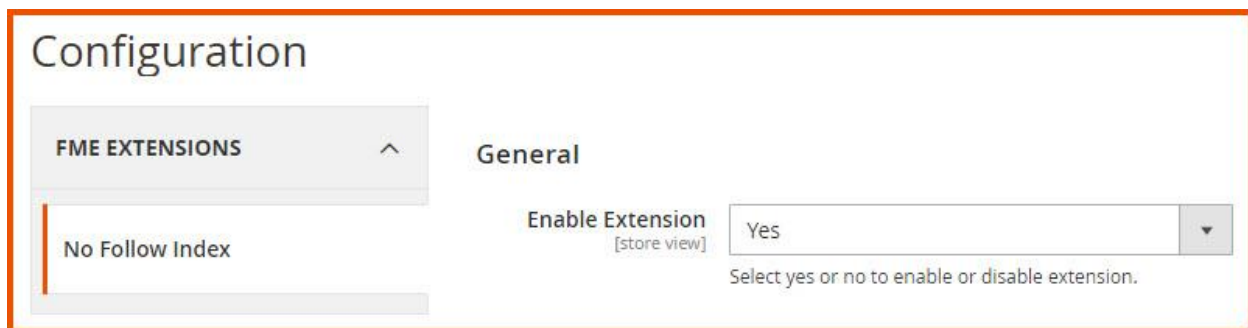 Configuration
FME EXTENSIONS
No Follow Index
General
Enable Extension
[store view]
Yes
Select yes or no to enable or disable extension.